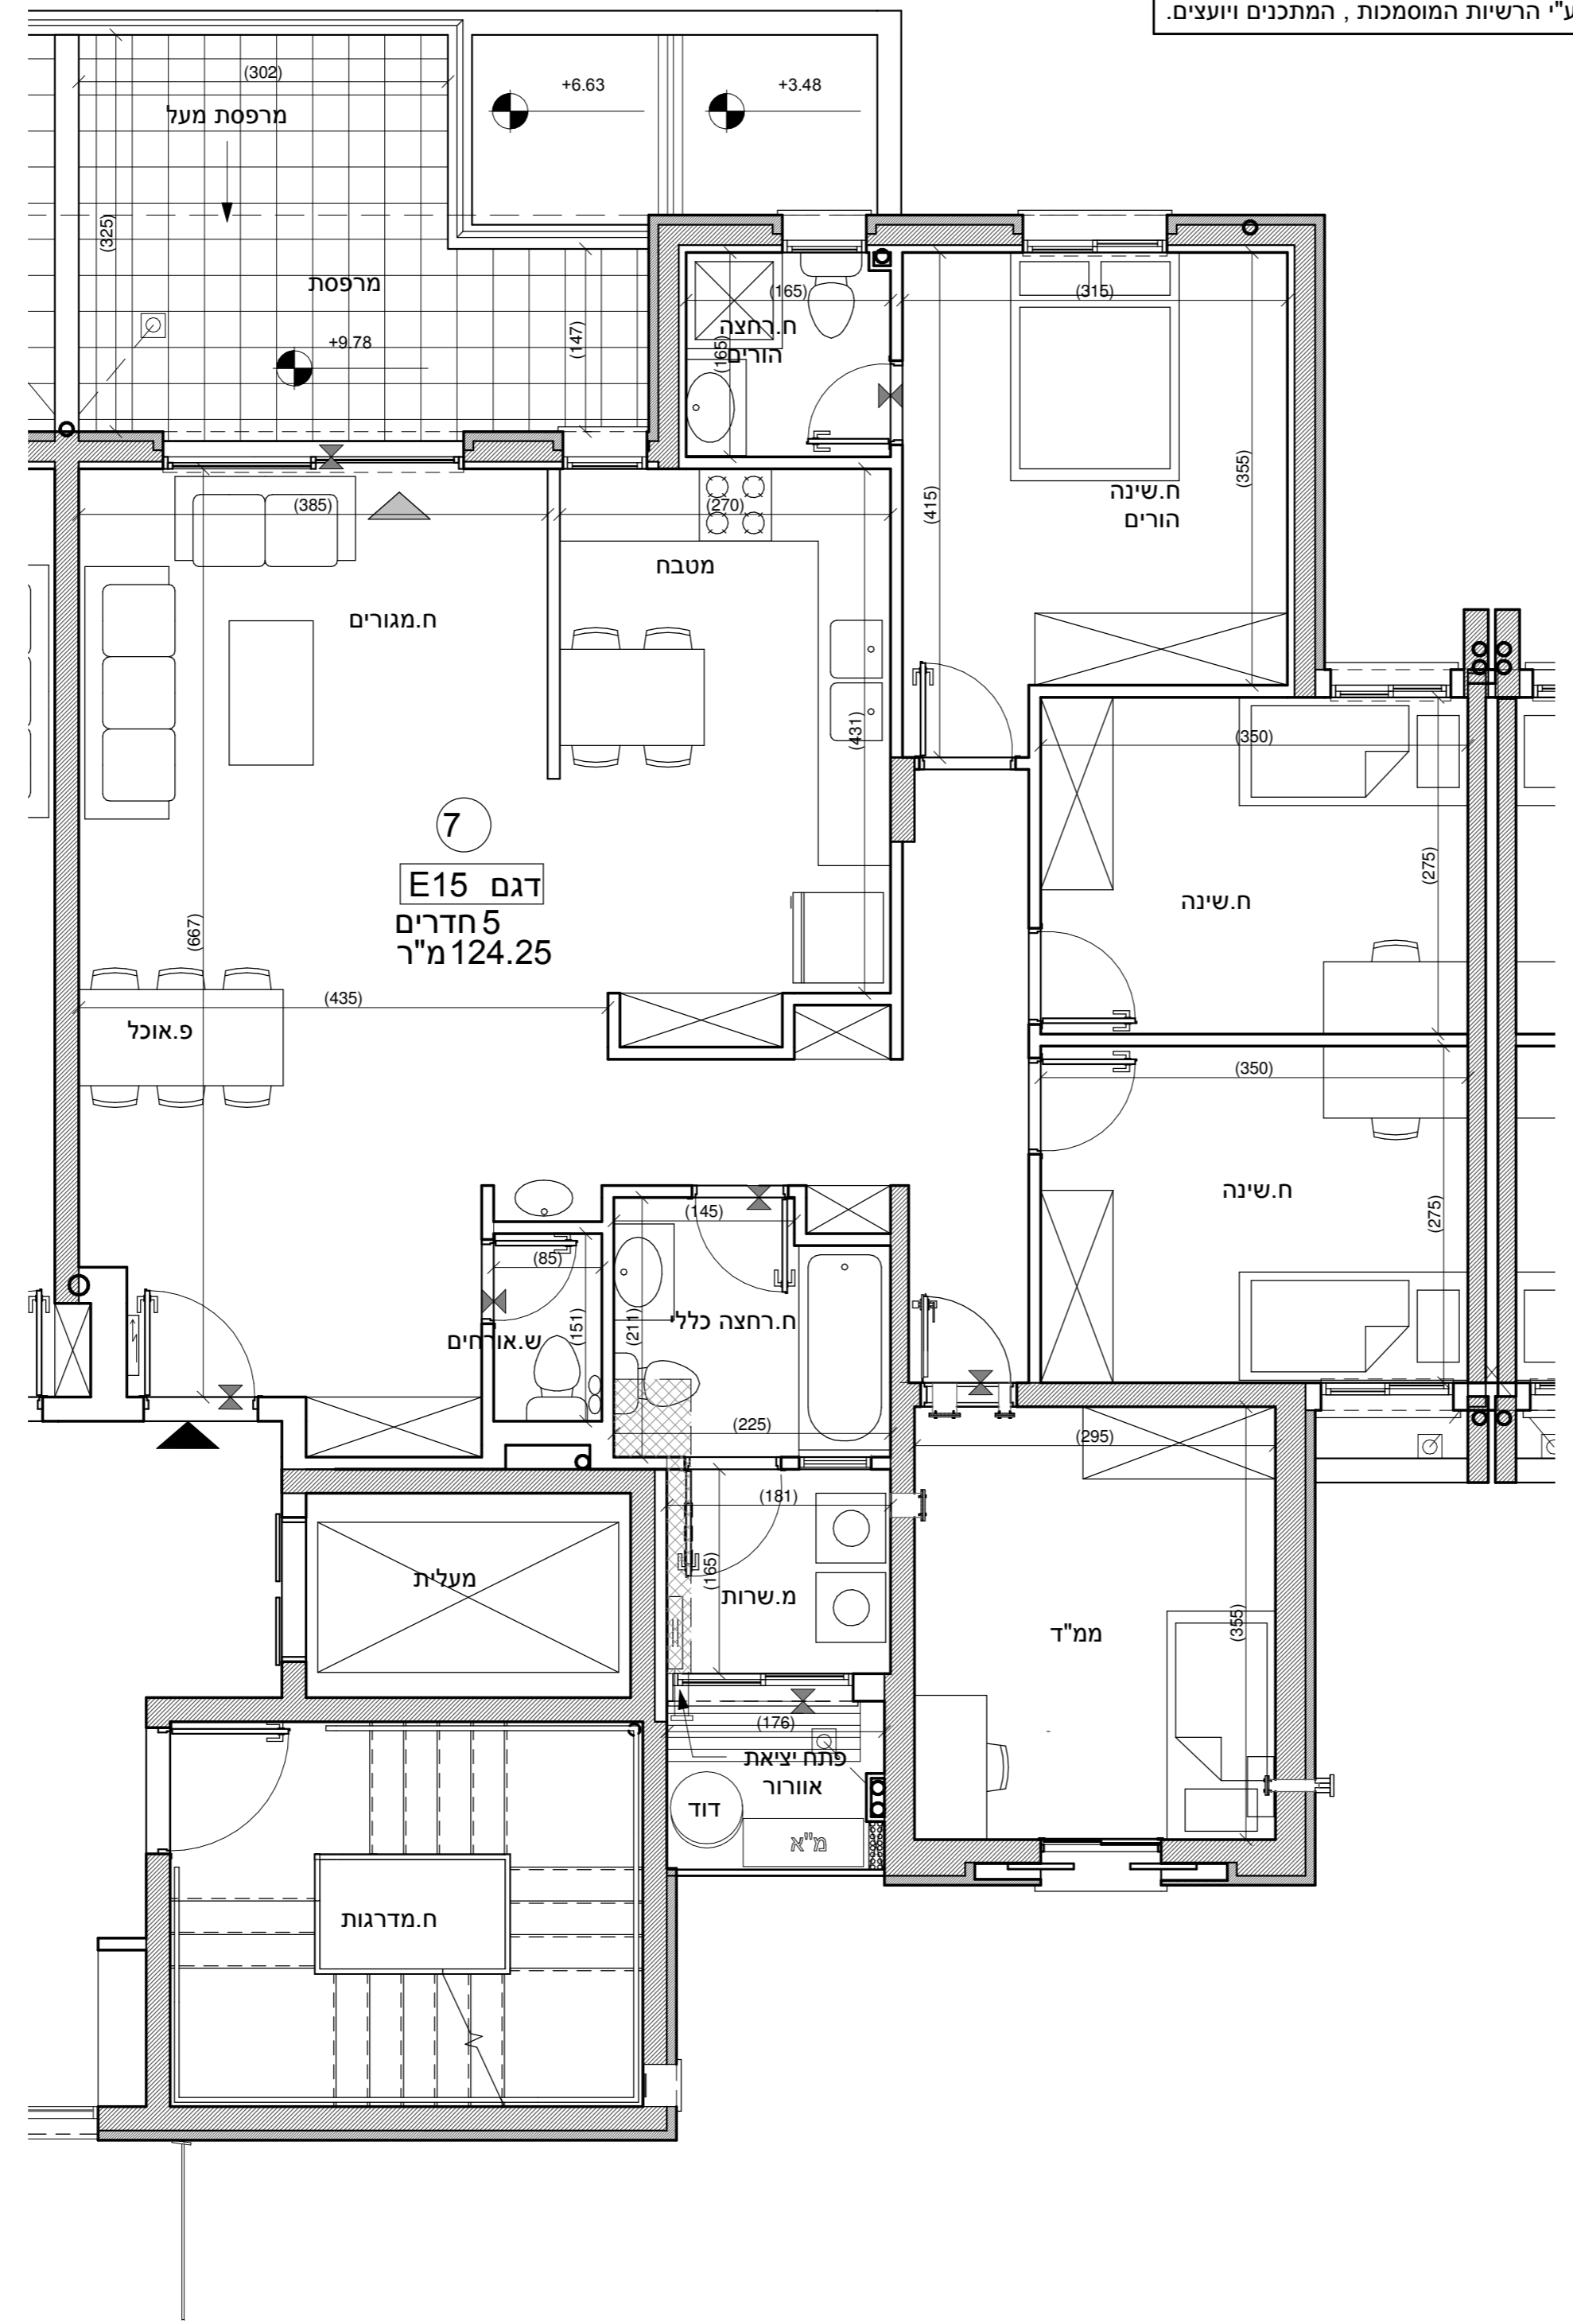 ע"י הרשיות המוסמכות , המתכנים ויועצים.
(302)
מרפסת מעל
+6.63
+3.48
(325)
מרפסת
+9.78
(147)
(165)
ח.רחצה
הורים
(165)
(315)
(415)
(355)
ח.שינה
הורים
(385)
(270)
מטבח
ח.מגורים
(431)
(350)
(275)
ח.שינה
7
דגם E15
5 חדרים
124.25 מ"ר
(667)
(435)
פ.אוכל
(350)
ח.שינה
(275)
(145)
(85)
(151)
(211)
ש.אורחים
ח.רחצה כללי
(225)
(295)
(181)
(165)
מ.שרות
מעלית
ממ"ד
(355)
(176)
פתח יציאת
אוורור
דוד
מ"א
ח.מדרגות